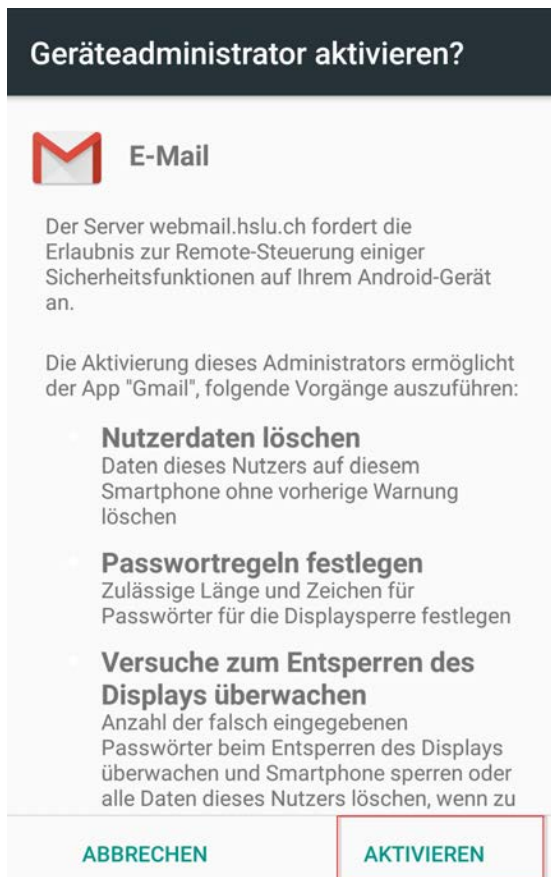 Geräteadministrator aktivieren?
E-Mail
Der Server webmail.hslu.ch fordert die
Erlaubnis zur Remote-Steuerung einiger
Sicherheitsfunktionen auf Ihrem Android-Gerät
an.
Die Aktivierung dieses Administrators ermöglicht
der App "Gmail", folgende Vorgänge auszuführen:
Nutzerdaten löschen
Daten dieses Nutzers auf diesem
Smartphone ohne vorherige Warnung
löschen
Passwortregeln festlegen
Zulässige Länge und Zeichen für
Passwörter für die Displaysperre festlegen
Versuche zum Entsperren des
Displays überwachen
Anzahl der falsch eingegebenen
Passwörter beim Entsperren des Displays
überwachen und Smartphone sperren oder
alle Daten dieses Nutzers löschen, wenn zu
ABBRECHEN AKTIVIEREN